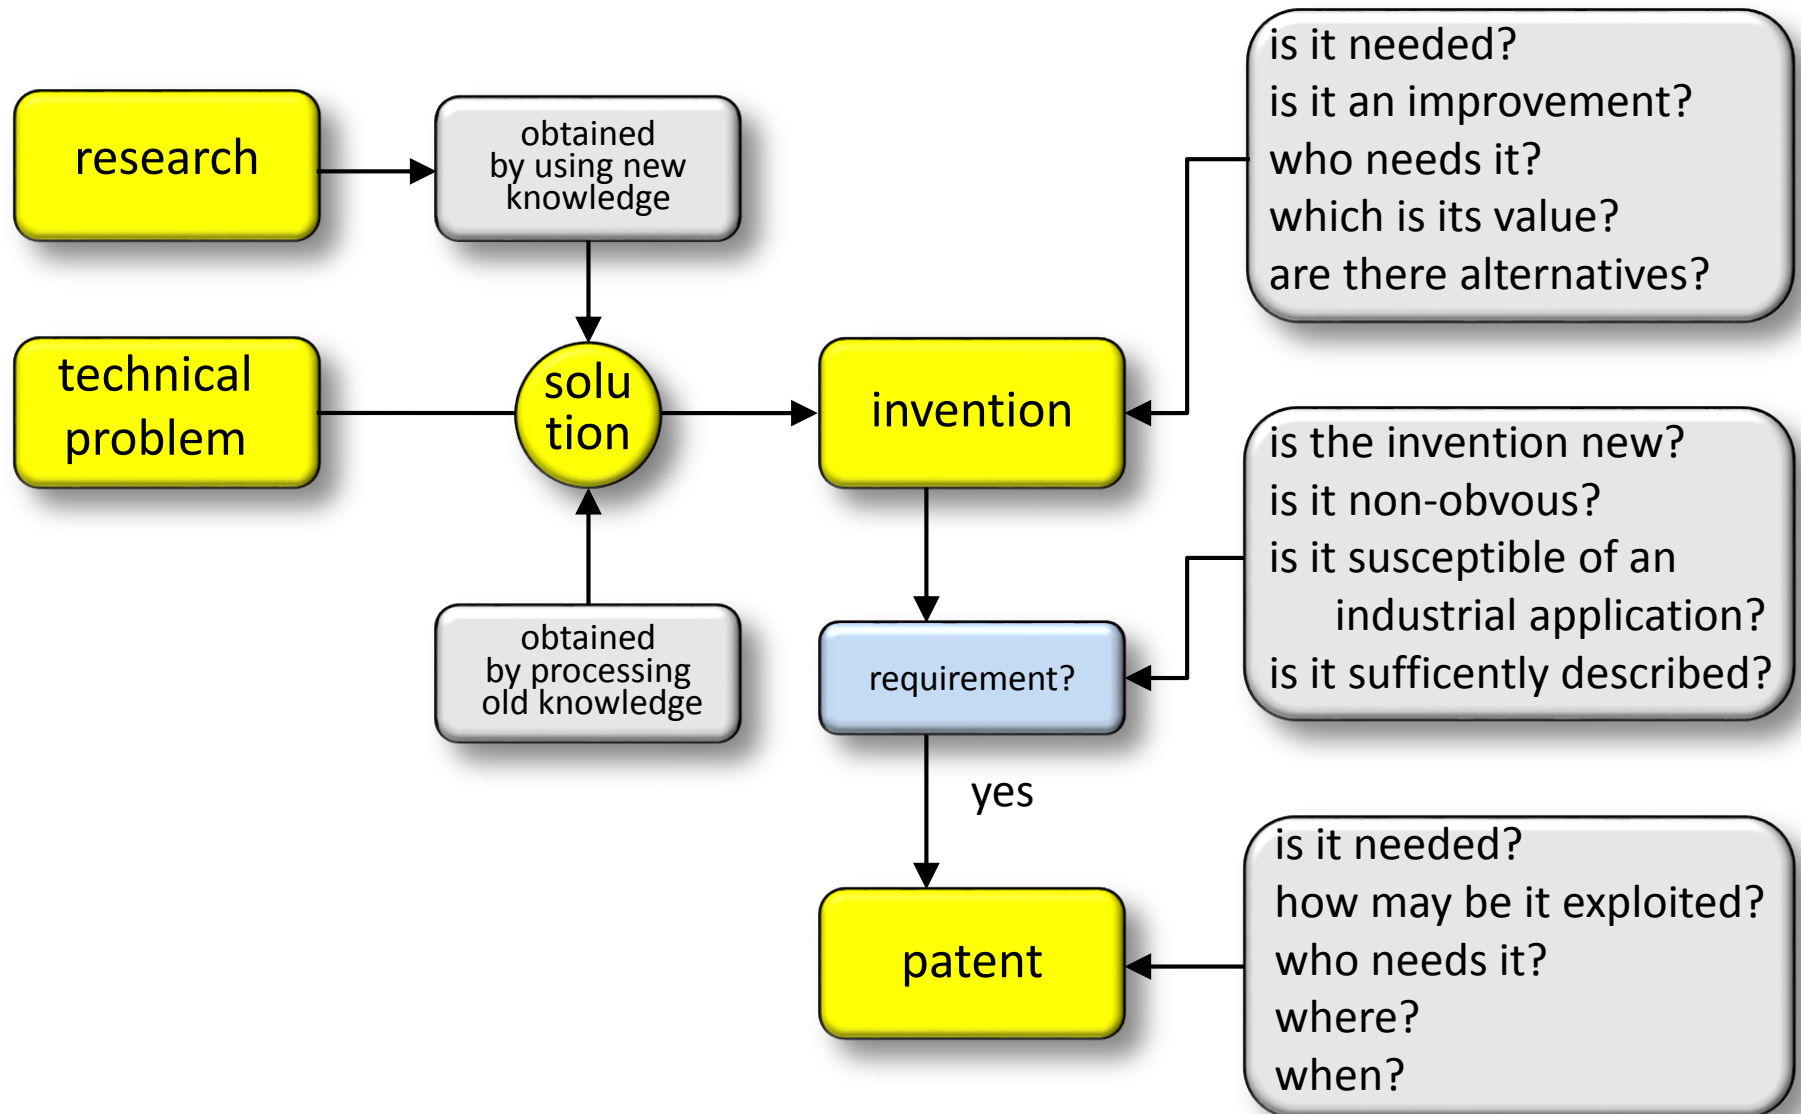 research
obtained
by using new
knowledge
technical
problem
solu
tion
obtained
by processing
old knowledge
invention
requirement?
yes
patent
is it needed?
is it an improvement?
who needs it?
which is its value?
are there alternatives?
is the invention new?
is it non-obvous?
is it susceptible of an
industrial application?
is it sufficently described?
is it needed?
how may be it exploited?
who needs it?
where?
when?